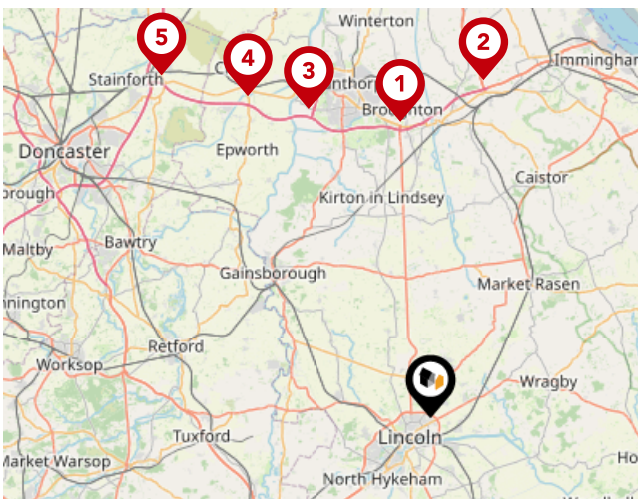 Winterton
5
2
4
3
1
Immingham
Stainforth
Doncaster
Epworth
Caistor
Kirton in Lindsey
Maltby
Bawtry
Gainsborough
Market Rasen
Retford
Worksop
Wragby
Tuxford
Lincoln
Market Warsop
North Hykeham